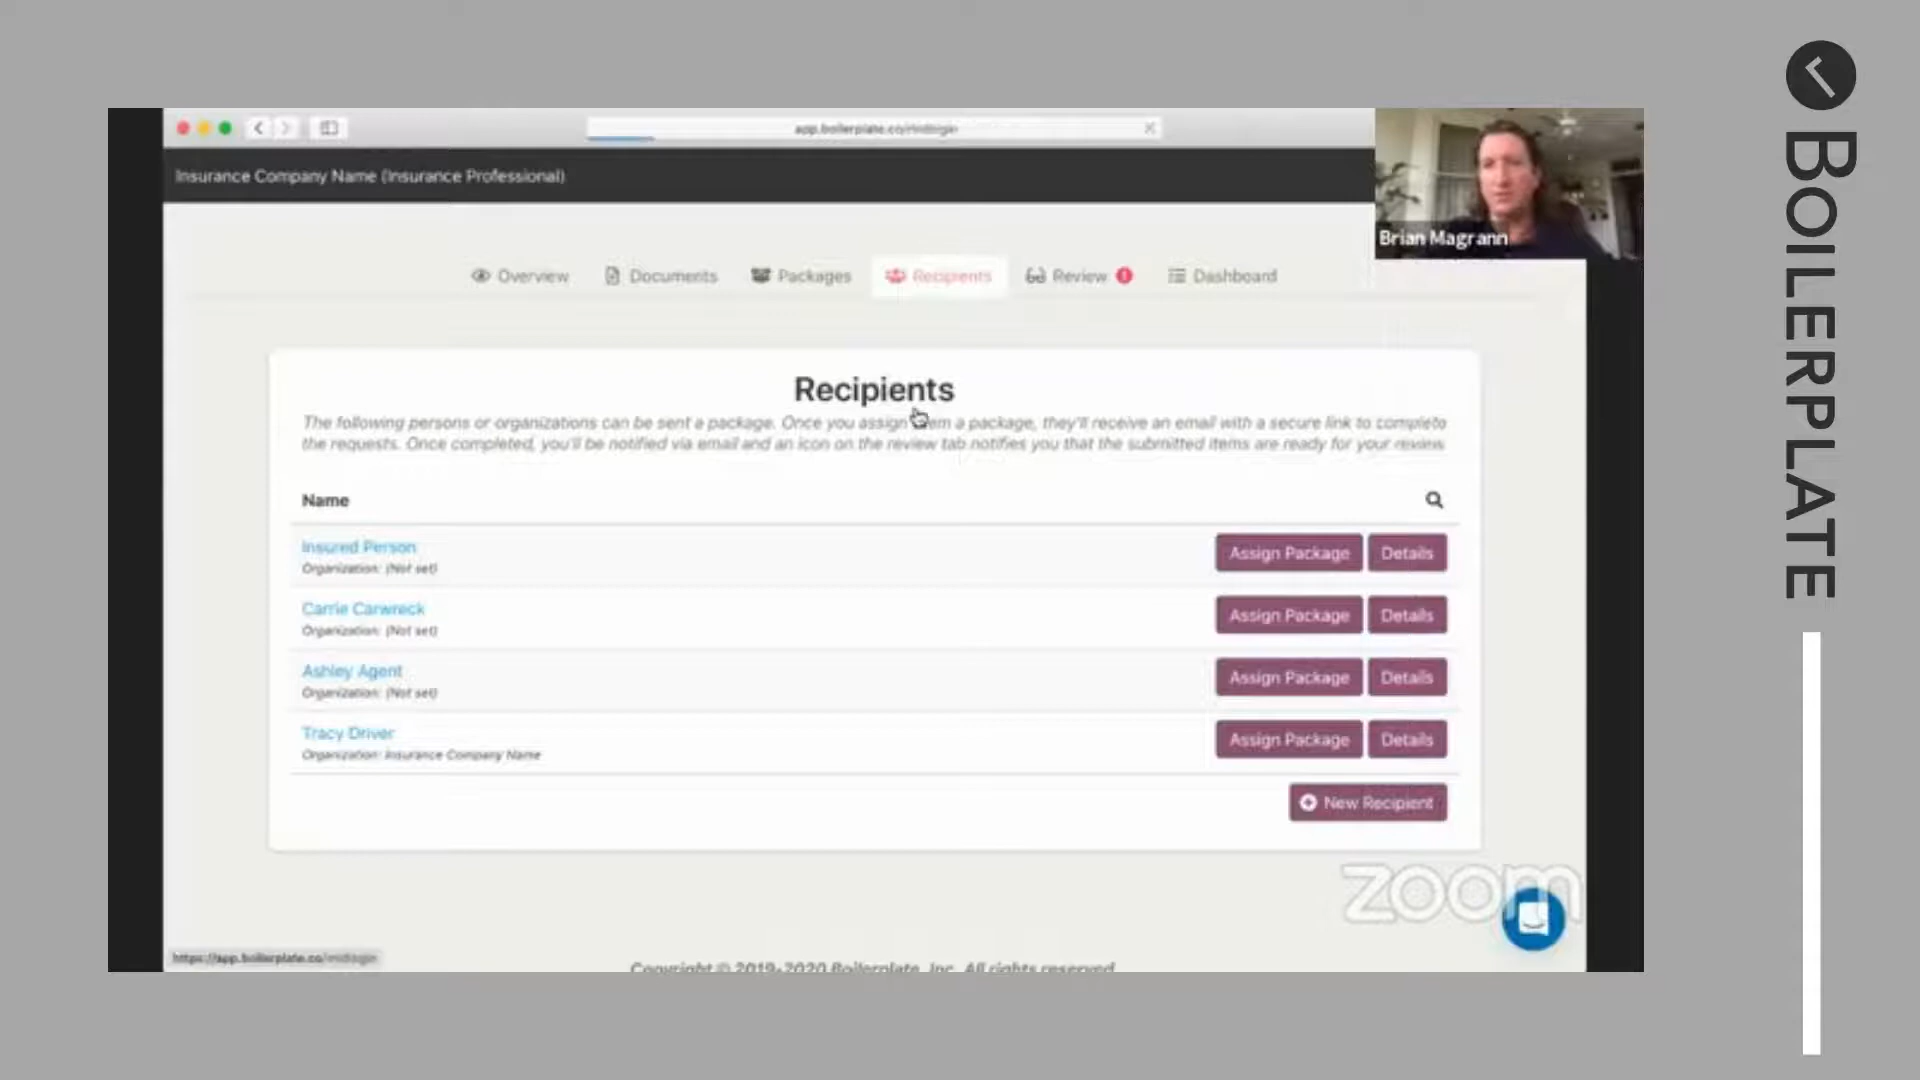 app.boilerplate.co/midlogin
Insurance Company Name (Insurance Professional)
Brian Magrann
Overview
Documents
Packages
Recipients
Review
Dashboard
Recipients
The following persons or organizations can be sent a package. Once you assign them a package, they'll receive an email with a secure link to complete
the requests. Once completed, you'll be notified via email and an icon on the review tab notifies you that the submitted items are ready for your review
Name
Insured Person
Organization: (Not set)
Assign Package
Details
Carrie Carwreck
Organization: (Not set)
Assign Package
Details
Ashley Agent
Organization: (Not set)
Assign Package
Details
Tracy Driver
Organization: Insurance Company Name
Assign Package
Details
New Recipient
zoom
https://app.boilerplate.co/midlogin
Copyright © 2019-2020 Boilerplate, Inc. All rights reserved
BOILERPLATE